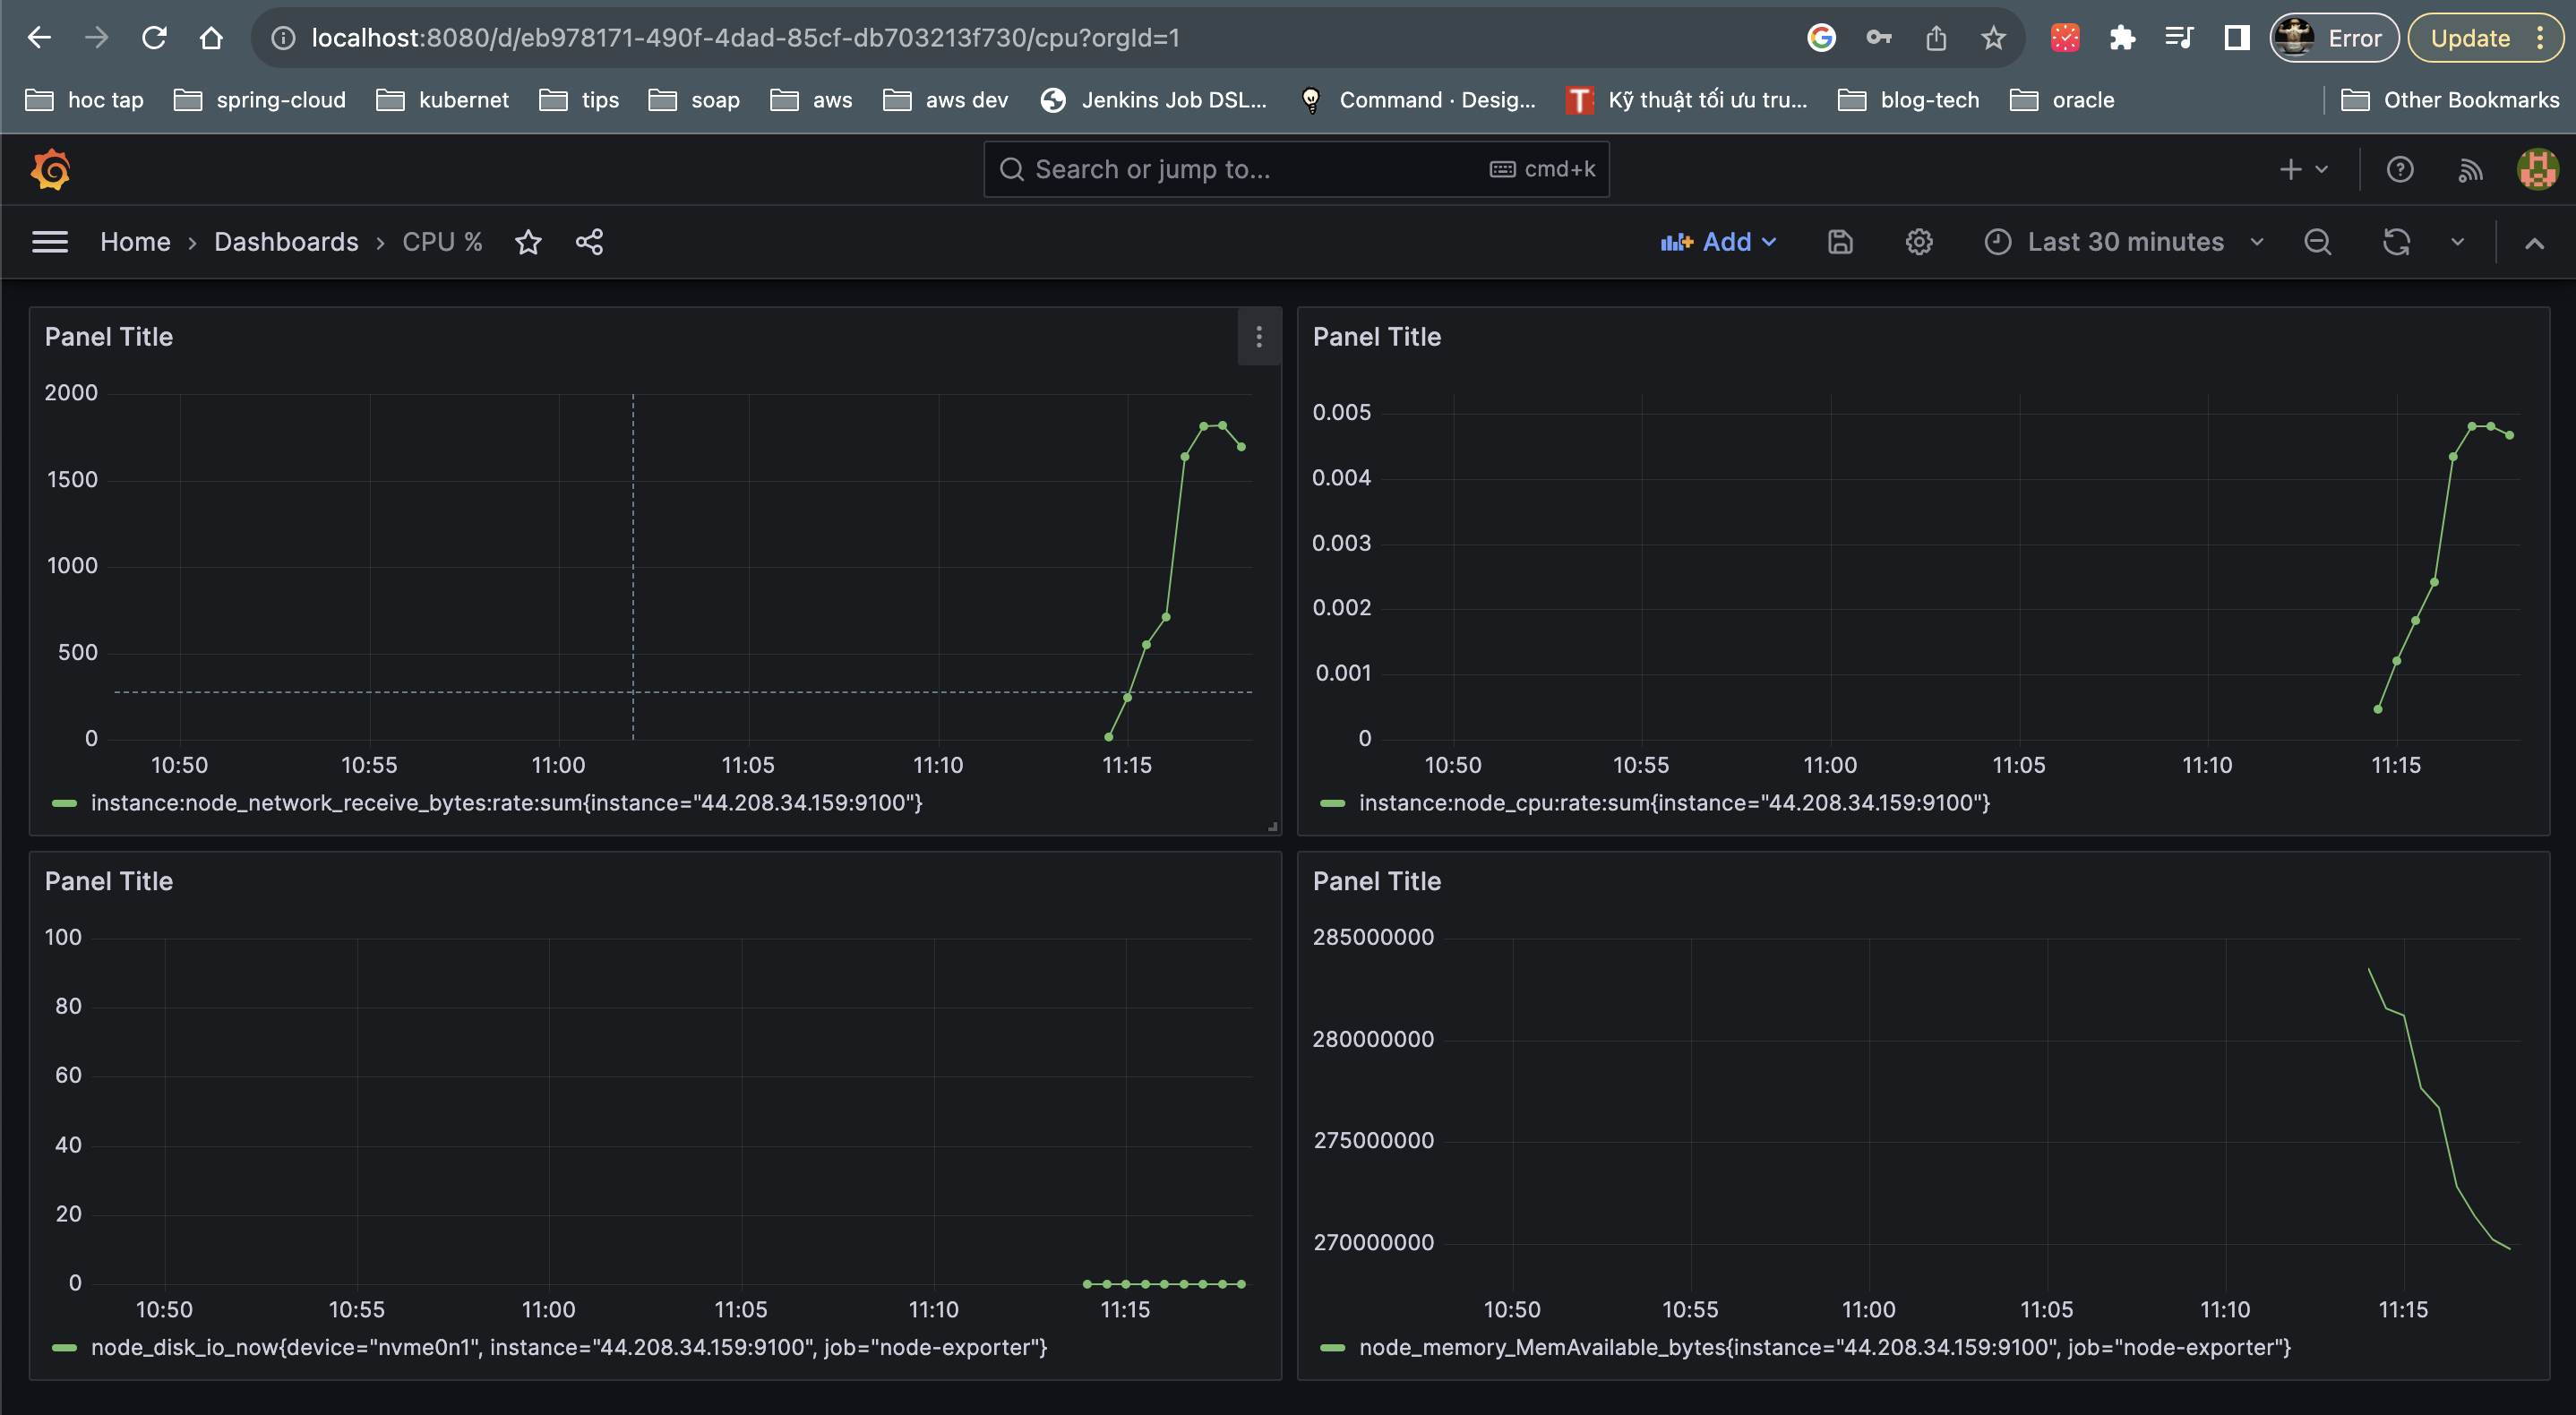 localhost:8080/d/eb978171-490f-4dad-85cf-db703213f730/cpu?orgId=1
Error
Update
hoc tap
spring-cloud
kubernet
tips
soap
aws
aws dev
Jenkins Job DSL...
Command · Desig...
T
Kỹ thuật tối ưu tru...
blog-tech
oracle
Other Bookmarks
Search or jump to...
cmd+k
Home › Dashboards › CPU %
Add
Last 30 minutes
Panel Title
2000
1500
1000
500
0
10:50 10:55 11:00 11:05 11:10 11:15
instance:node_network_receive_bytes:rate:sum{instance="44.208.34.159:9100"}
Panel Title
0.005
0.004
0.003
0.002
0.001
0
10:50 10:55 11:00 11:05 11:10 11:15
instance:node_cpu:rate:sum{instance="44.208.34.159:9100"}
Panel Title
100
80
60
40
20
0
10:50 10:55 11:00 11:05 11:10 11:15
node_disk_io_now{device="nvme0n1", instance="44.208.34.159:9100", job="node-exporter"}
Panel Title
285000000
280000000
275000000
270000000
10:50 10:55 11:00 11:05 11:10 11:15
node_memory_MemAvailable_bytes{instance="44.208.34.159:9100", job="node-exporter"}